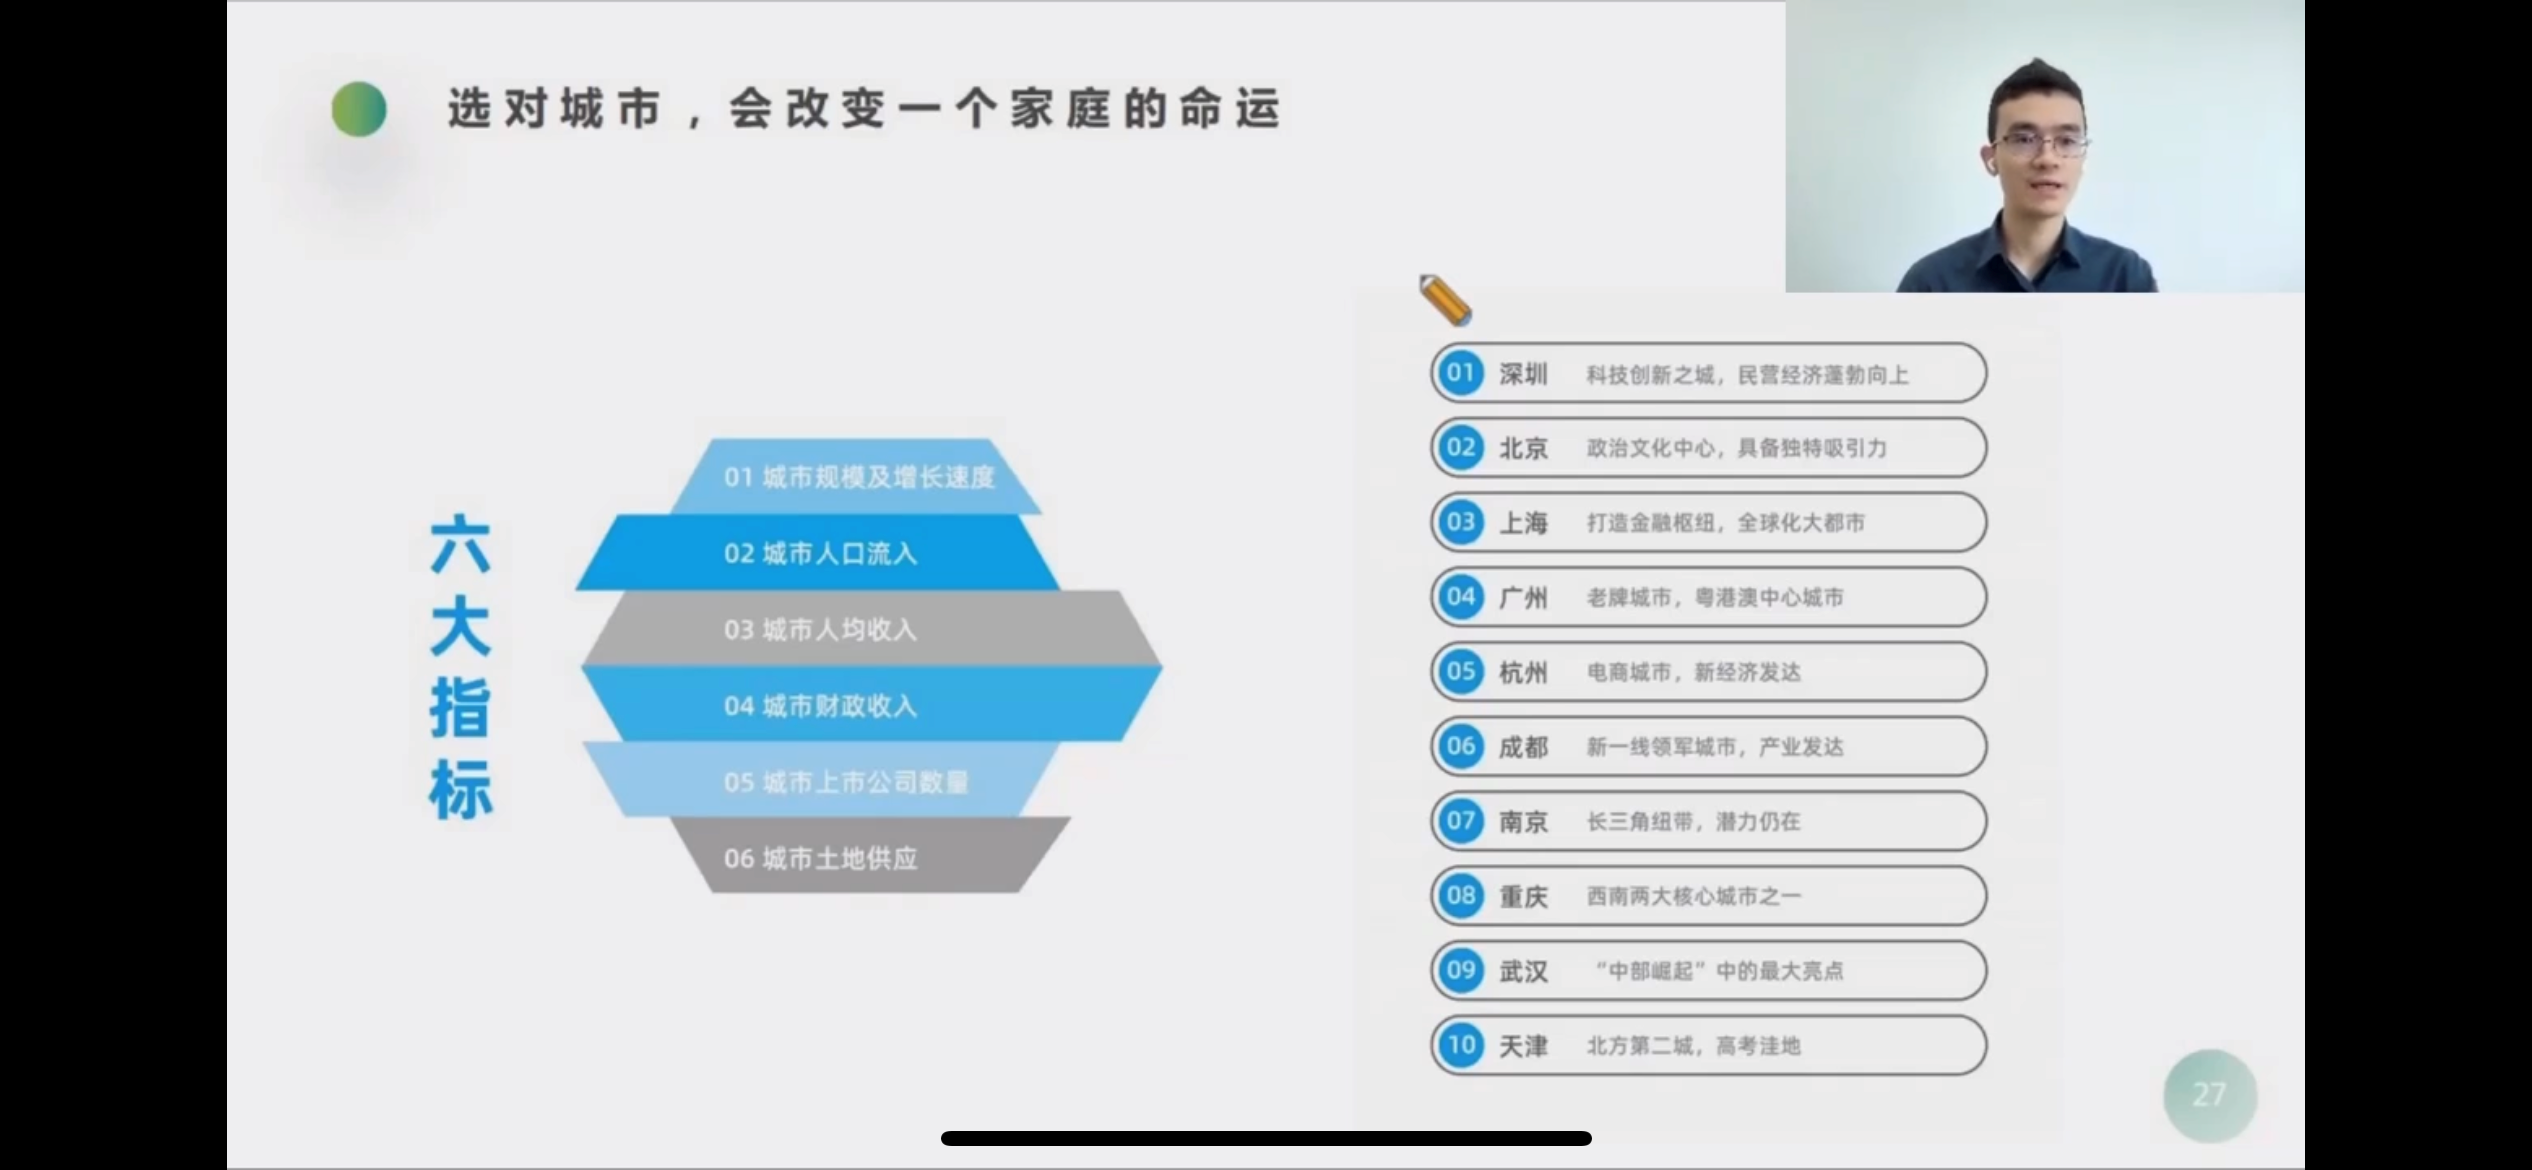 选对城市，会改变一个家庭的命运
六大指标
01 城市规模及增长速度
02 城市人口流入
03 城市人均收入
04 城市财政收入
05 城市上市公司数量
06 城市土地供应
01 深圳 科技创新之城，民营经济蓬勃向上
02 北京 政治文化中心，具备独特吸引力
03 上海 打造金融枢纽，全球化大都市
04 广州 老牌城市，粤港澳中心城市
05 杭州 电商城市，新经济发达
06 成都 新一线领军城市，产业发达
07 南京 长三角纽带，潜力仍在
08 重庆 西南两大核心城市之一
09 武汉 “中部崛起”中的最大亮点
10 天津 北方第二城，高考洼地
27